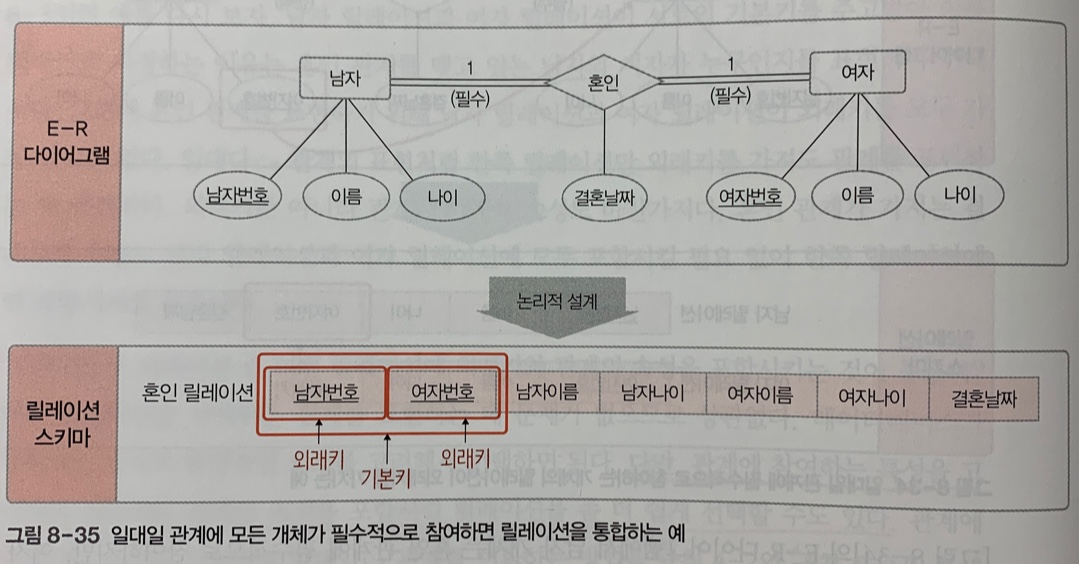 E-R
다이어그램
남자
1
(필수)
혼인
1
(필수)
여자
남자번호
이름
나이
결혼날짜
여자번호
이름
나이
논리적 설계
릴레이션
스키마
혼인 릴레이션
남자번호
여자번호
남자이름
남자나이
여자이름
여자나이
결혼날짜
외래키
기본키
외래키
그림 8-35 일대일 관계에 모든 개체가 필수적으로 참여하면 릴레이션을 통합하는 예